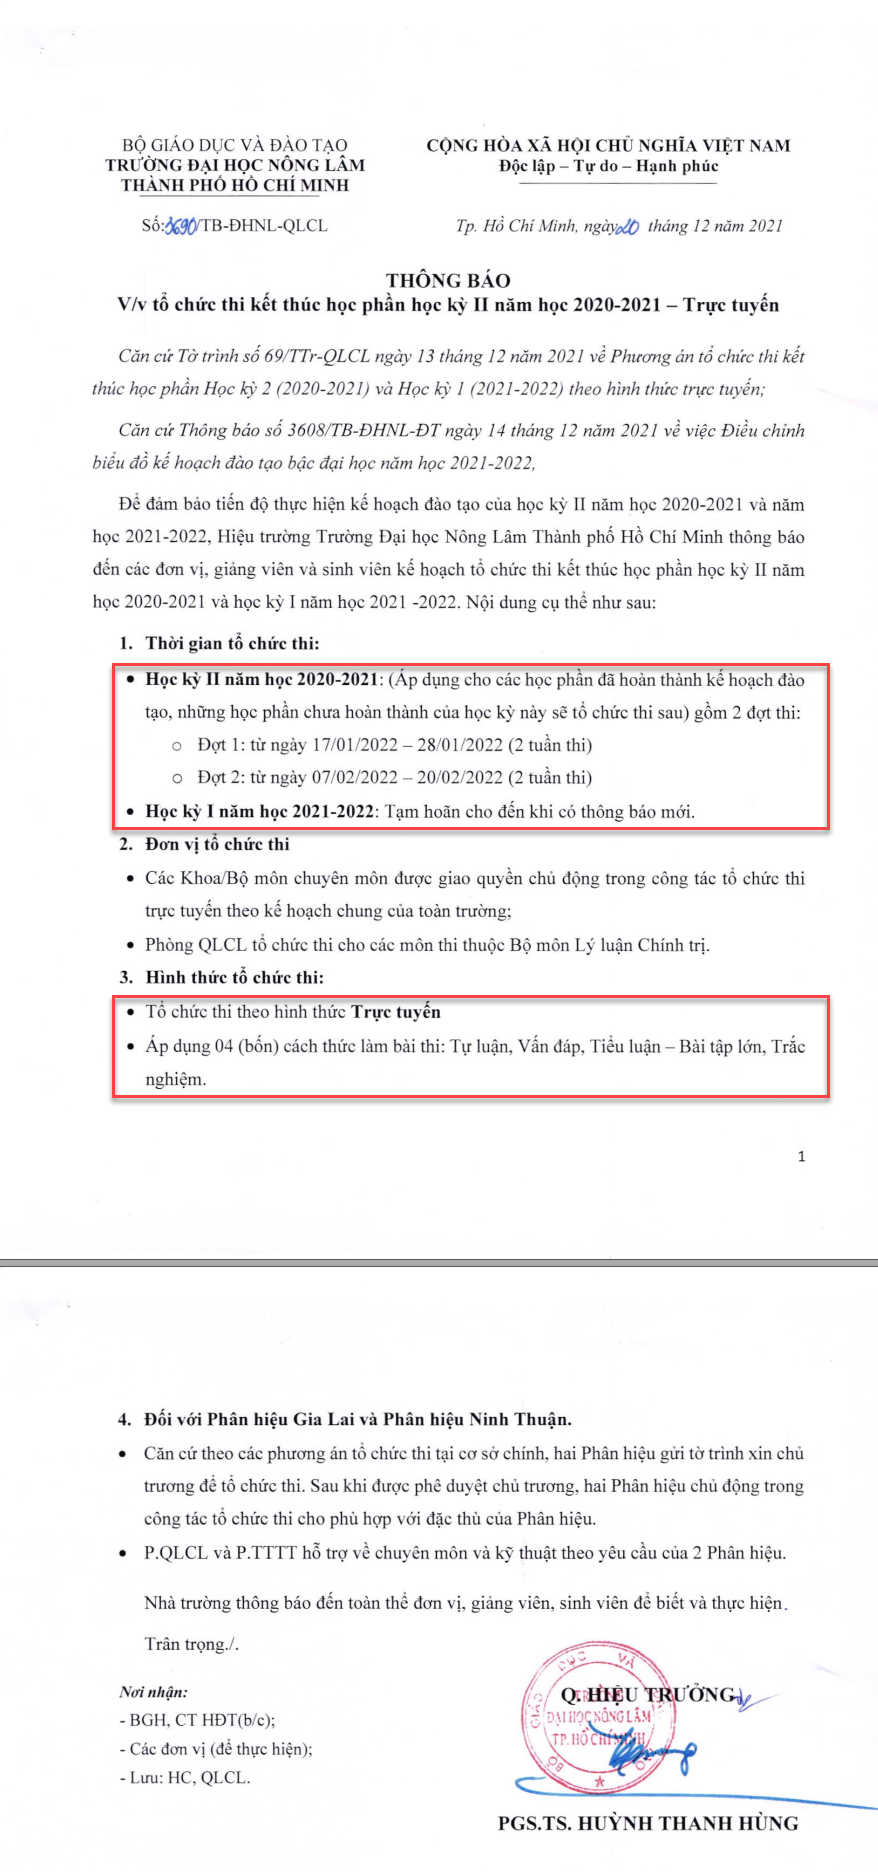 BỘ GIÁO DỤC VÀ ĐÀO TẠO
TRƯỜNG ĐẠI HỌC NÔNG LÂM
THÀNH PHỐ HỒ CHÍ MINH
CỘNG HÒA XÃ HỘI CHỦ NGHĨA VIỆT NAM
Độc lập – Tự do – Hạnh phúc
Số:3690/TB-ĐHNL-QLCL
Tp. Hồ Chí Minh, ngày 20 tháng 12 năm 2021
THÔNG BÁO
V/v tổ chức thi kết thúc học phần học kỳ II năm học 2020-2021 – Trực tuyến
Căn cứ Tờ trình số 69/TTr-QLCL ngày 13 tháng 12 năm 2021 về Phương án tổ chức thi kết
thúc học phần Học kỳ 2 (2020-2021) và Học kỳ 1 (2021-2022) theo hình thức trực tuyến;
Căn cứ Thông báo số 3608/TB-ĐHNL-ĐT ngày 14 tháng 12 năm 2021 về việc Điều chỉnh
biểu đồ kế hoạch đào tạo bậc đại học năm học 2021-2022,
Để đảm bảo tiến độ thực hiện kế hoạch đào tạo của học kỳ II năm học 2020-2021 và năm
học 2021-2022, Hiệu trường Trường Đại học Nông Lâm Thành phố Hồ Chí Minh thông báo
đến các đơn vị, giảng viên và sinh viên kế hoạch tổ chức thi kết thúc học phần học kỳ II năm
học 2020-2021 và học kỳ I năm học 2021 -2022. Nội dung cụ thể như sau:
1. Thời gian tổ chức thi:
• Học kỳ II năm học 2020-2021: (Áp dụng cho các học phần đã hoàn thành kế hoạch đào
tạo, những học phần chưa hoàn thành của học kỳ này sẽ tổ chức thi sau) gồm 2 đợt thi:
o Đợt 1: từ ngày 17/01/2022 – 28/01/2022 (2 tuần thi)
o Đợt 2: từ ngày 07/02/2022 – 20/02/2022 (2 tuần thi)
• Học kỳ I năm học 2021-2022: Tạm hoãn cho đến khi có thông báo mới.
2. Đơn vị tổ chức thi
• Các Khoa/Bộ môn chuyên môn được giao quyền chủ động trong công tác tổ chức thi
trực tuyến theo kế hoạch chung của toàn trường;
• Phòng QLCL tổ chức thi cho các môn thi thuộc Bộ môn Lý luận Chính trị.
3. Hình thức tổ chức thi:
• Tổ chức thi theo hình thức Trực tuyến
• Áp dụng 04 (bốn) cách thức làm bài thi: Tự luận, Vấn đáp, Tiểu luận – Bài tập lớn, Trắc
nghiệm.
1
4. Đối với Phân hiệu Gia Lai và Phân hiệu Ninh Thuận.
• Căn cứ theo các phương án tổ chức thi tại cơ sở chính, hai Phân hiệu gửi tờ trình xin chủ
trương để tổ chức thi. Sau khi được phê duyệt chủ trương, hai Phân hiệu chủ động trong
công tác tổ chức thi cho phù hợp với đặc thù của Phân hiệu.
• P.QLCL và P.TTTT hỗ trợ về chuyên môn và kỹ thuật theo yêu cầu của 2 Phân hiệu.
Nhà trường thông báo đến toàn thể đơn vị, giảng viên, sinh viên để biết và thực hiện.
Trân trọng./.
Nơi nhận:
- BGH, CT HĐT(b/c);
- Các đơn vị (để thực hiện);
- Lưu: HC, QLCL.
Q. HIỆU TRƯỞNG
BỘ GIÁO DỤC VÀ
TRƯỜNG
ĐẠI HỌC NÔNG LÂM
TP. HỒ CHÍ MINH
PGS.TS. HUỲNH THANH HÙNG